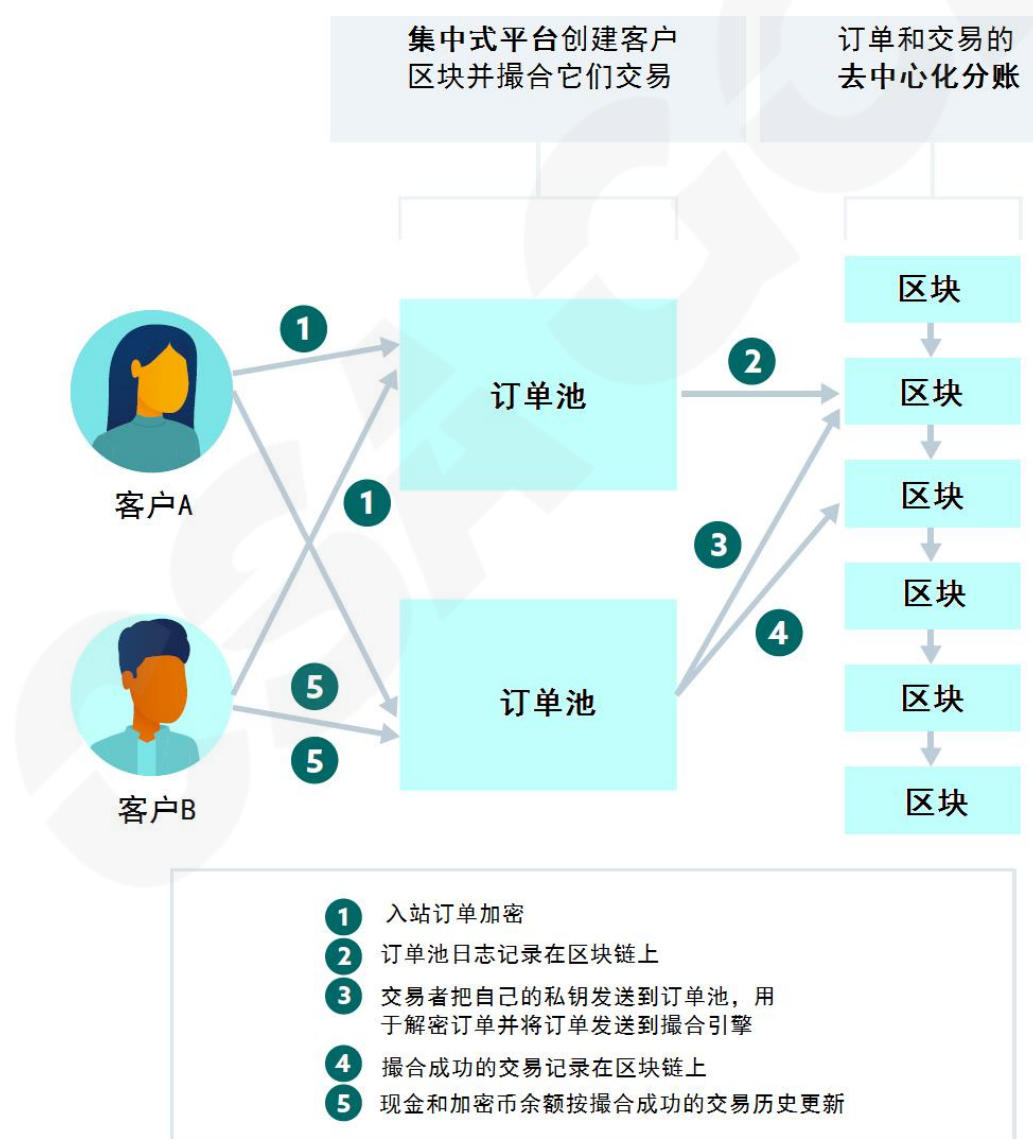 集中式平台创建客户
区块并撮合它们交易
订单和交易的
去中心化分账
区块
1
订单池
2
区块
客户A
1
区块
3
区块
4
5
订单池
区块
5
客户B
区块
1 入站订单加密
2 订单池日志记录在区块链上
3 交易者把自己的私钥发送到订单池，用
于解密订单并将订单发送到撮合引擎
4 撮合成功的交易记录在区块链上
5 现金和加密币余额按撮合成功的交易历史更新